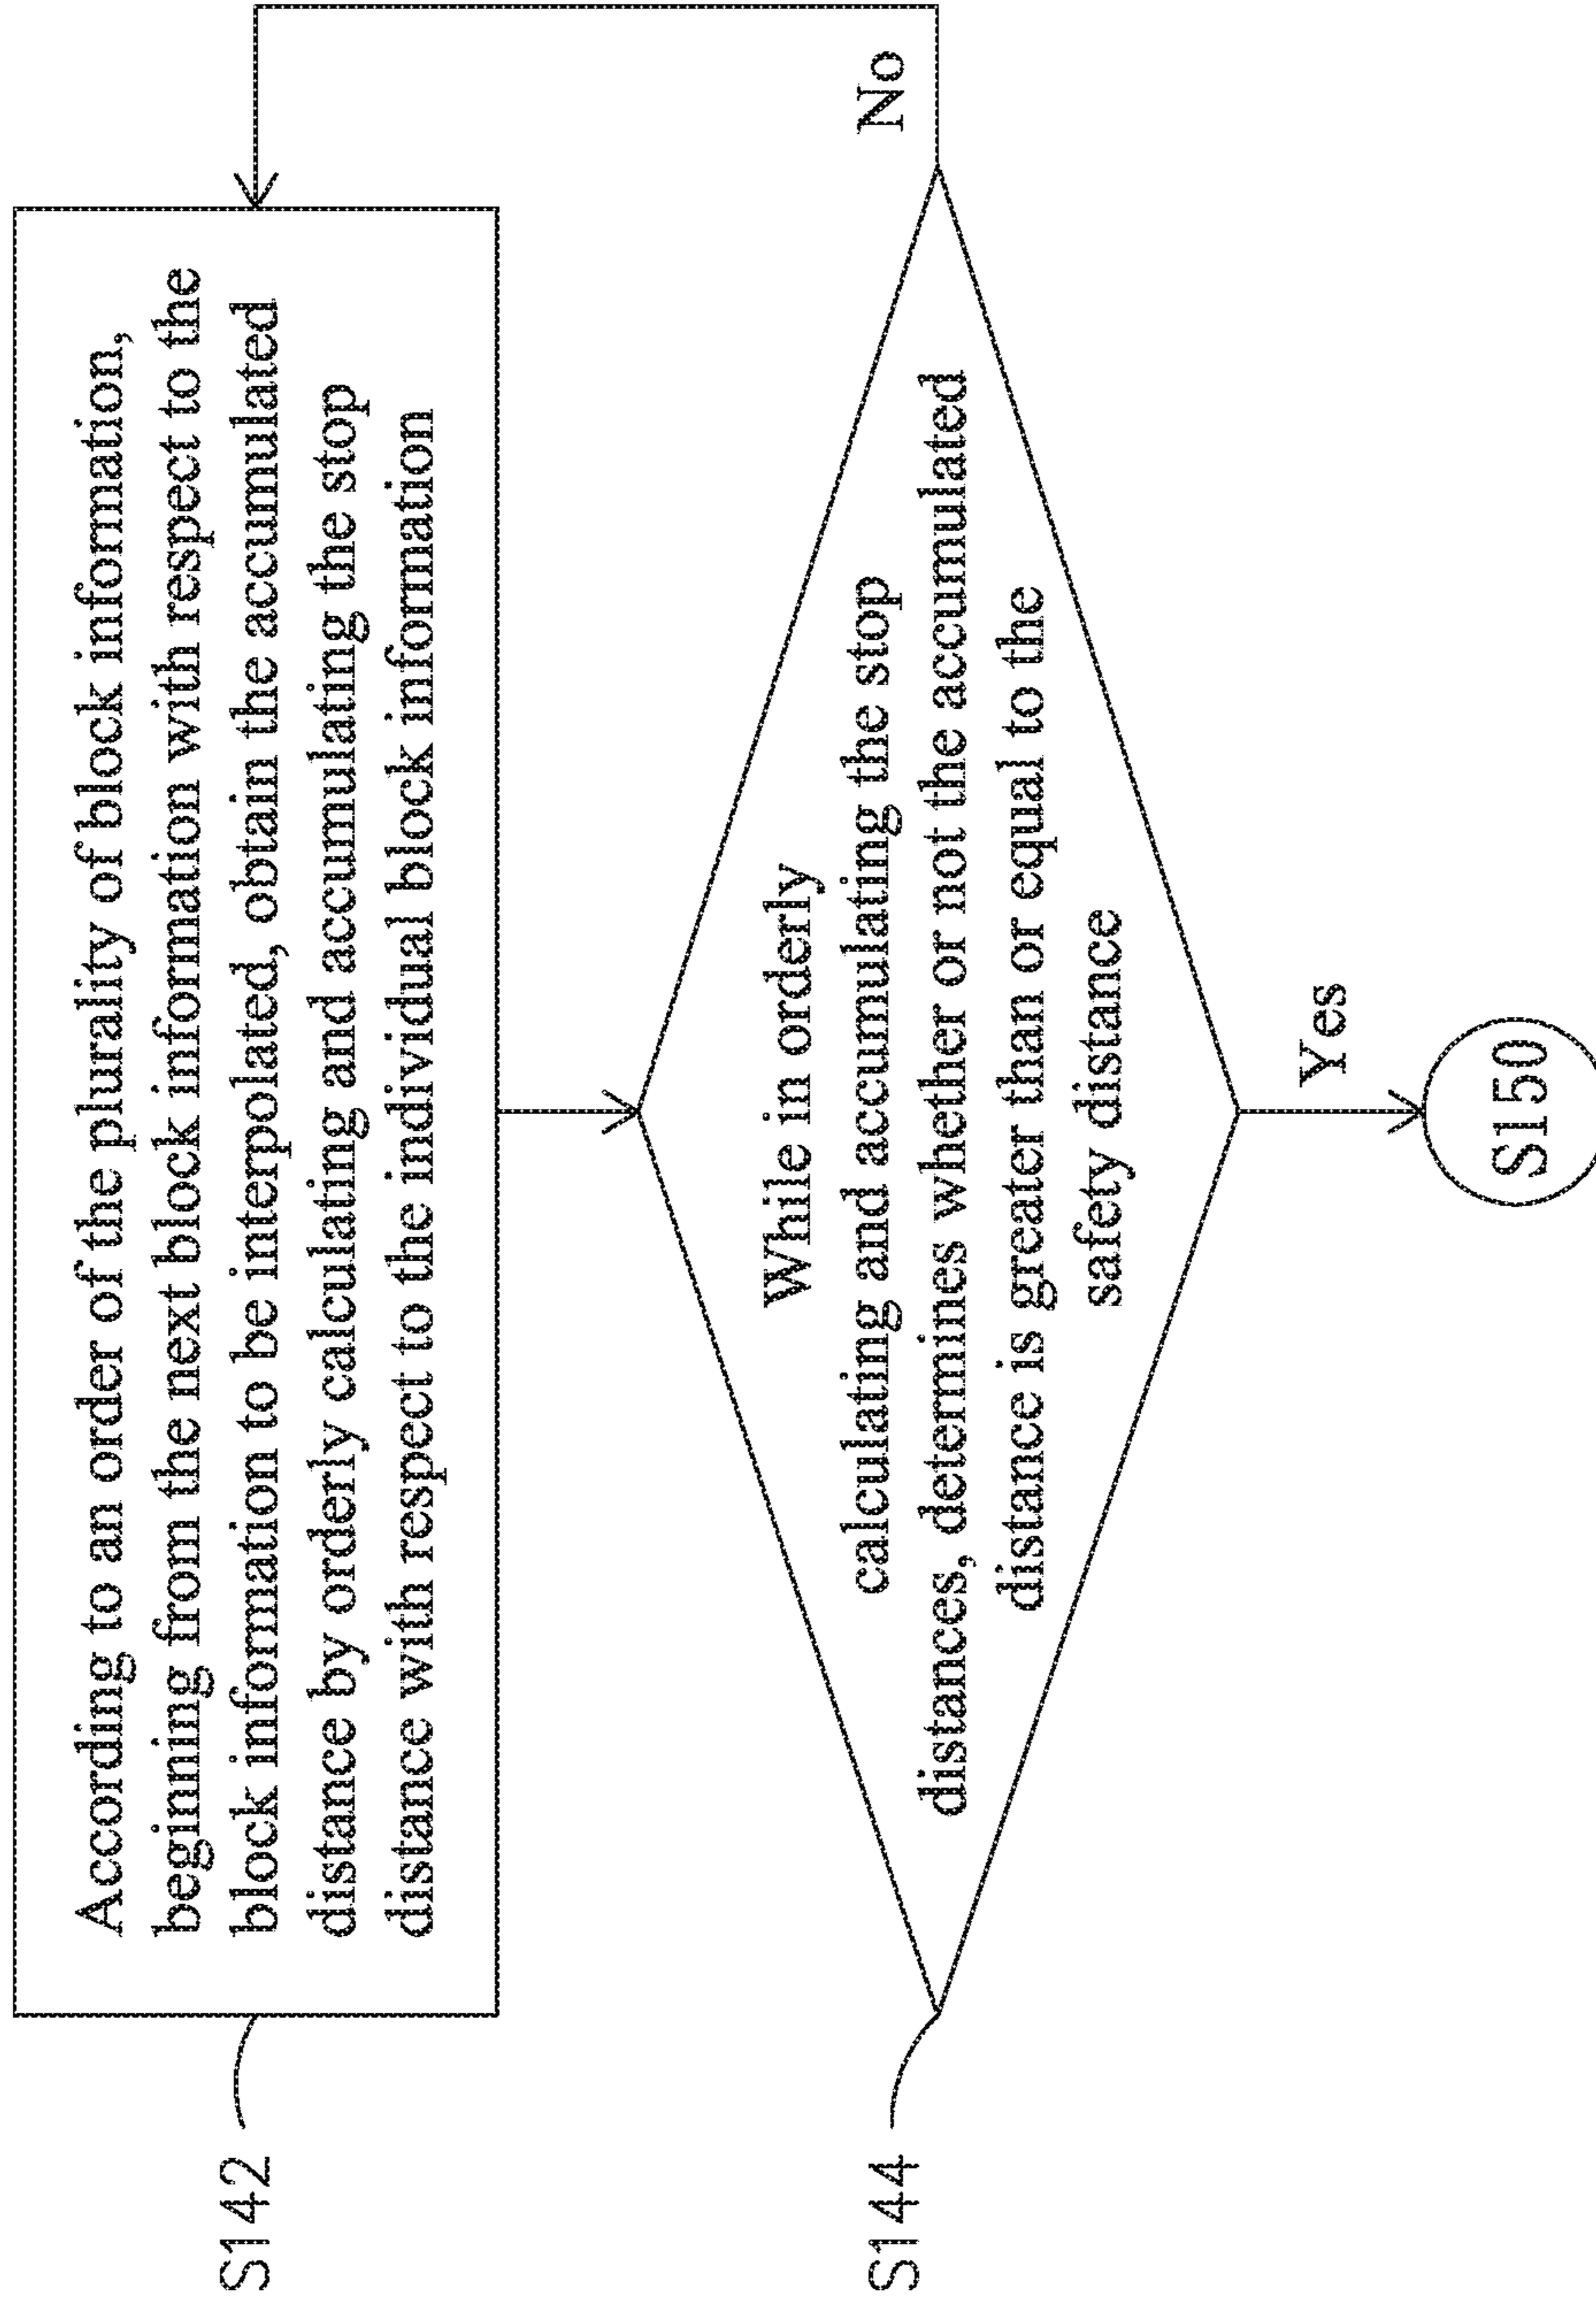 S142
According to an order of the plurality of block information,
beginning from the next block information with respect to the
block information to be interpolated, obtain the accumulated
distance by orderly calculating and accumulating the stop
distance with respect to the individual block information
S144
While in orderly
calculating and accumulating the stop
distances, determines whether or not the accumulated
distance is greater than or equal to the
safety distance
No
Yes
S150